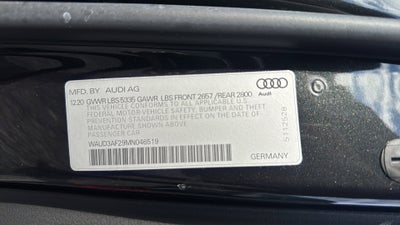 MFD. BY AUDI AG
12.20 GVWR LBS 5335 GAWR LBS FRONT 2657 / REAR 2800
THIS VEHICLE CONFORMS TO ALL APPLICABLE
FEDERAL MOTOR VEHICLE SAFETY, BUMPER AND THEFT
PREVENTION STANDARDS IN EFFECT ON THE DATE OF
MANUFACTURE SHOWN ABOVE.
PASSENGER CAR
WAUD3AF29MN046519
GERMANY
Audi
5112528